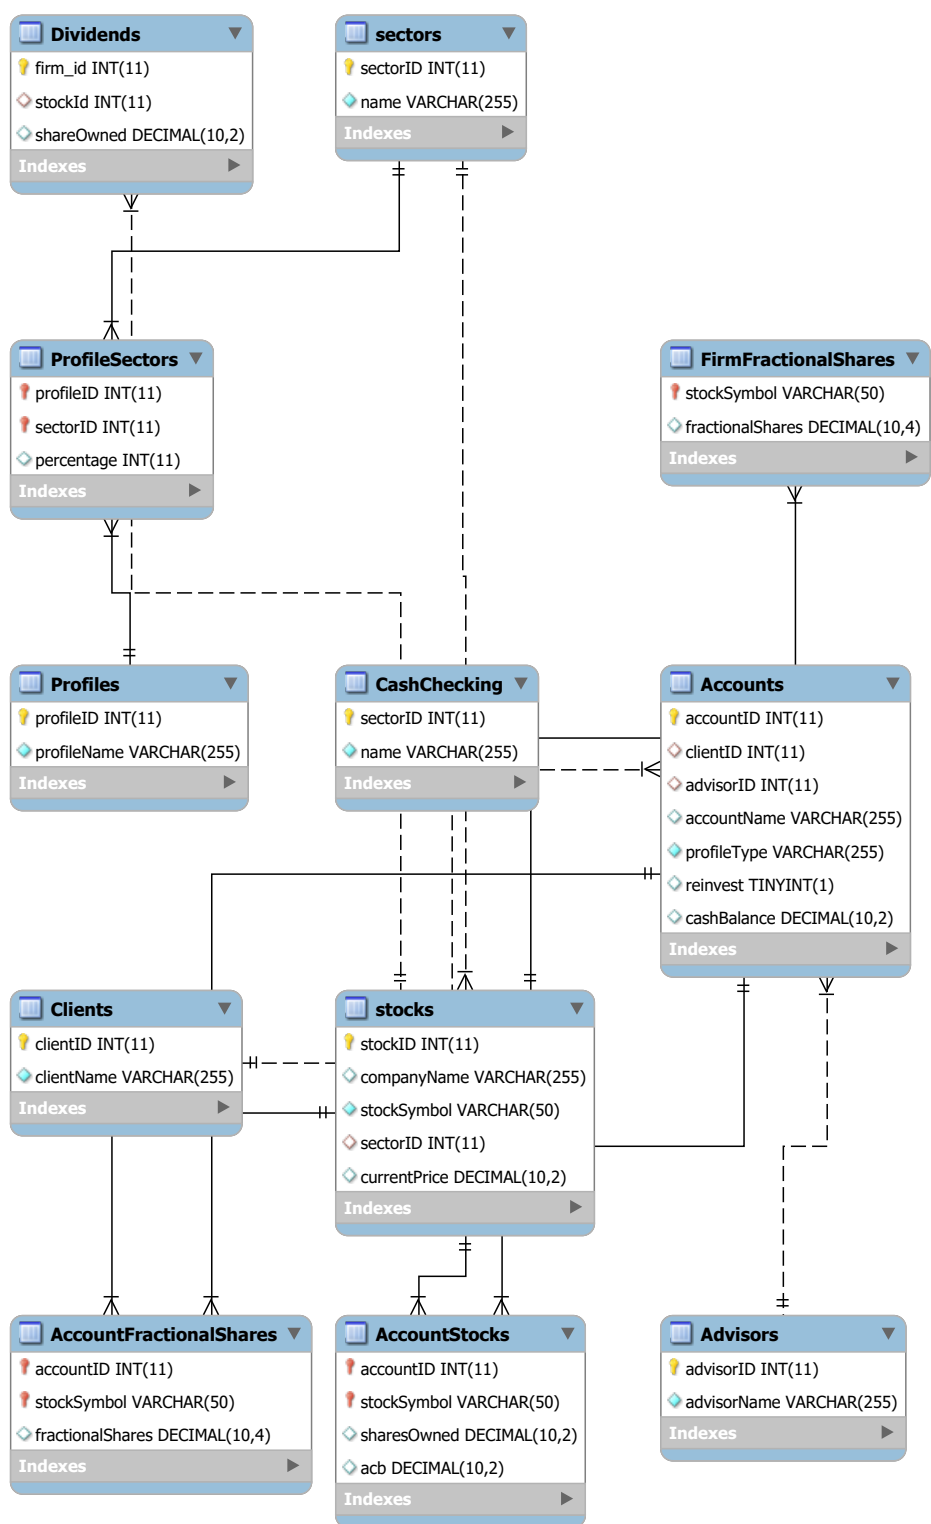 Dividends
firm_id INT(11)
stockId INT(11)
shareOwned DECIMAL(10,2)
Indexes
sectors
sectorID INT(11)
name VARCHAR(255)
Indexes
ProfileSectors
profileID INT(11)
sectorID INT(11)
percentage INT(11)
Indexes
FirmFractionalShares
stockSymbol VARCHAR(50)
fractionalShares DECIMAL(10,4)
Indexes
Profiles
profileID INT(11)
profileName VARCHAR(255)
Indexes
CashChecking
sectorID INT(11)
name VARCHAR(255)
Indexes
Accounts
accountID INT(11)
clientID INT(11)
advisorID INT(11)
accountName VARCHAR(255)
profileType VARCHAR(255)
reinvest TINYINT(1)
cashBalance DECIMAL(10,2)
Indexes
Clients
clientID INT(11)
clientName VARCHAR(255)
Indexes
stocks
stockID INT(11)
companyName VARCHAR(255)
stockSymbol VARCHAR(50)
sectorID INT(11)
currentPrice DECIMAL(10,2)
Indexes
AccountFractionalShares
accountID INT(11)
stockSymbol VARCHAR(50)
fractionalShares DECIMAL(10,4)
Indexes
AccountStocks
accountID INT(11)
stockSymbol VARCHAR(50)
sharesOwned DECIMAL(10,2)
acb DECIMAL(10,2)
Indexes
Advisors
advisorID INT(11)
advisorName VARCHAR(255)
Indexes